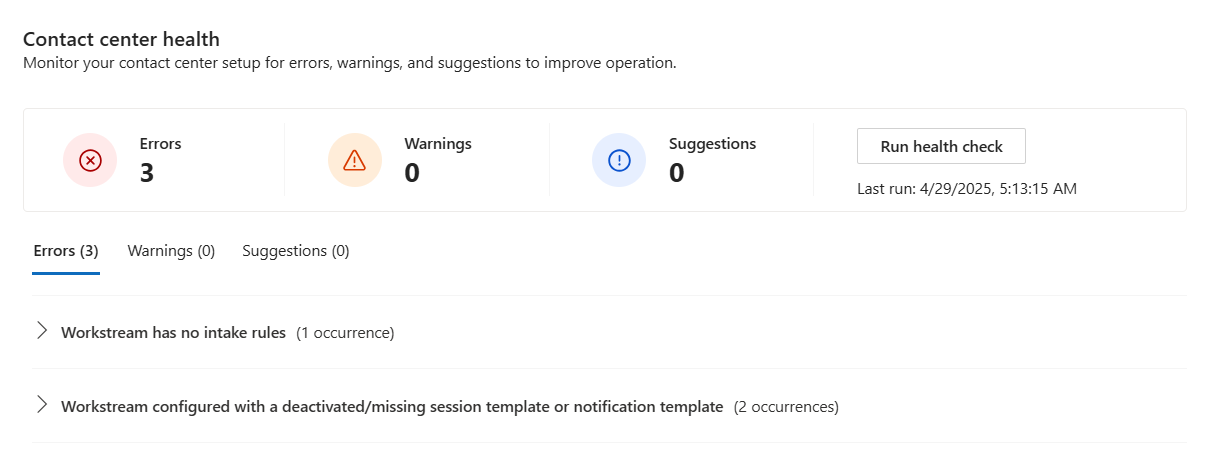 Contact center health
Monitor your contact center setup for errors, warnings, and suggestions to improve operation.
Errors
3
Warnings
0
Suggestions
0
Run health check
Last run: 4/29/2025, 5:13:15 AM
Errors (3) Warnings (0) Suggestions (0)
Workstream has no intake rules (1 occurrence)
Workstream configured with a deactivated/missing session template or notification template (2 occurrences)